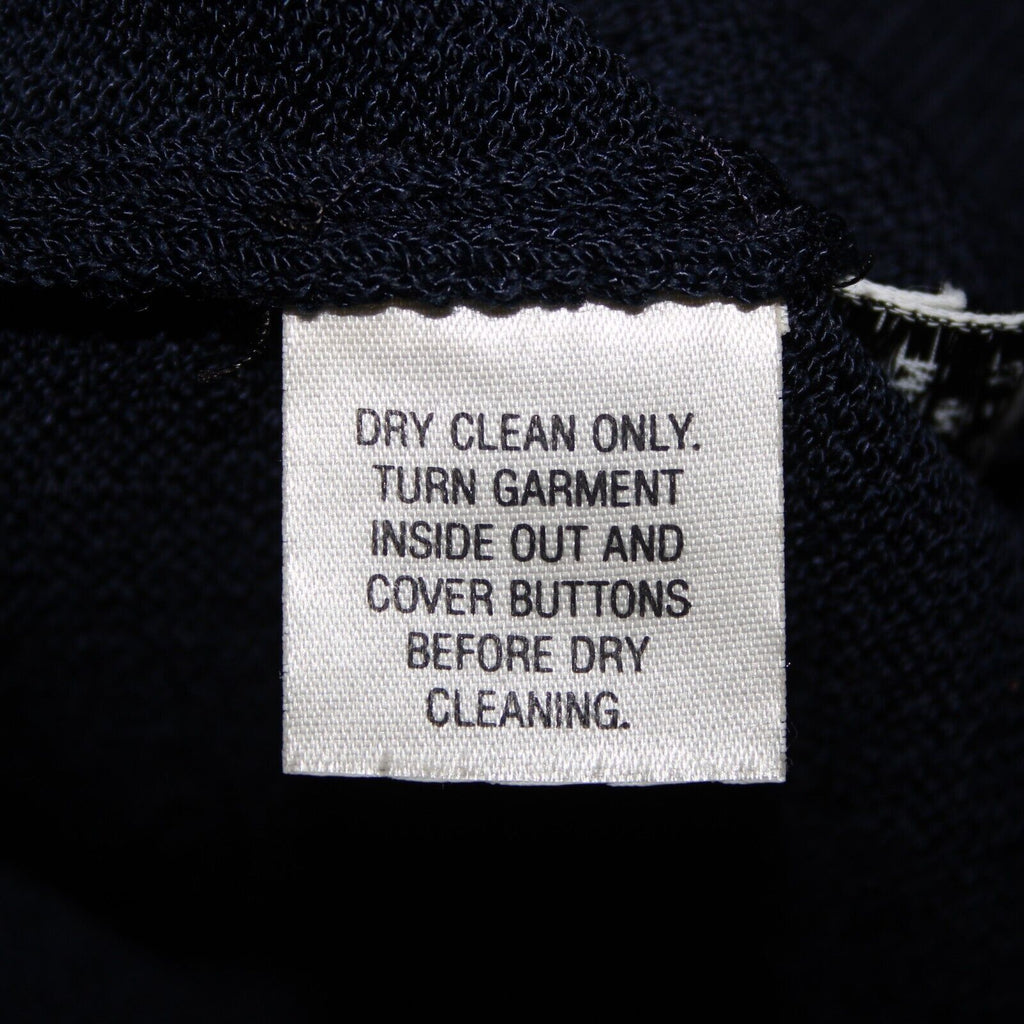 DRY CLEAN ONLY.
TURN GARMENT
INSIDE OUT AND
COVER BUTTONS
BEFORE DRY
CLEANING.